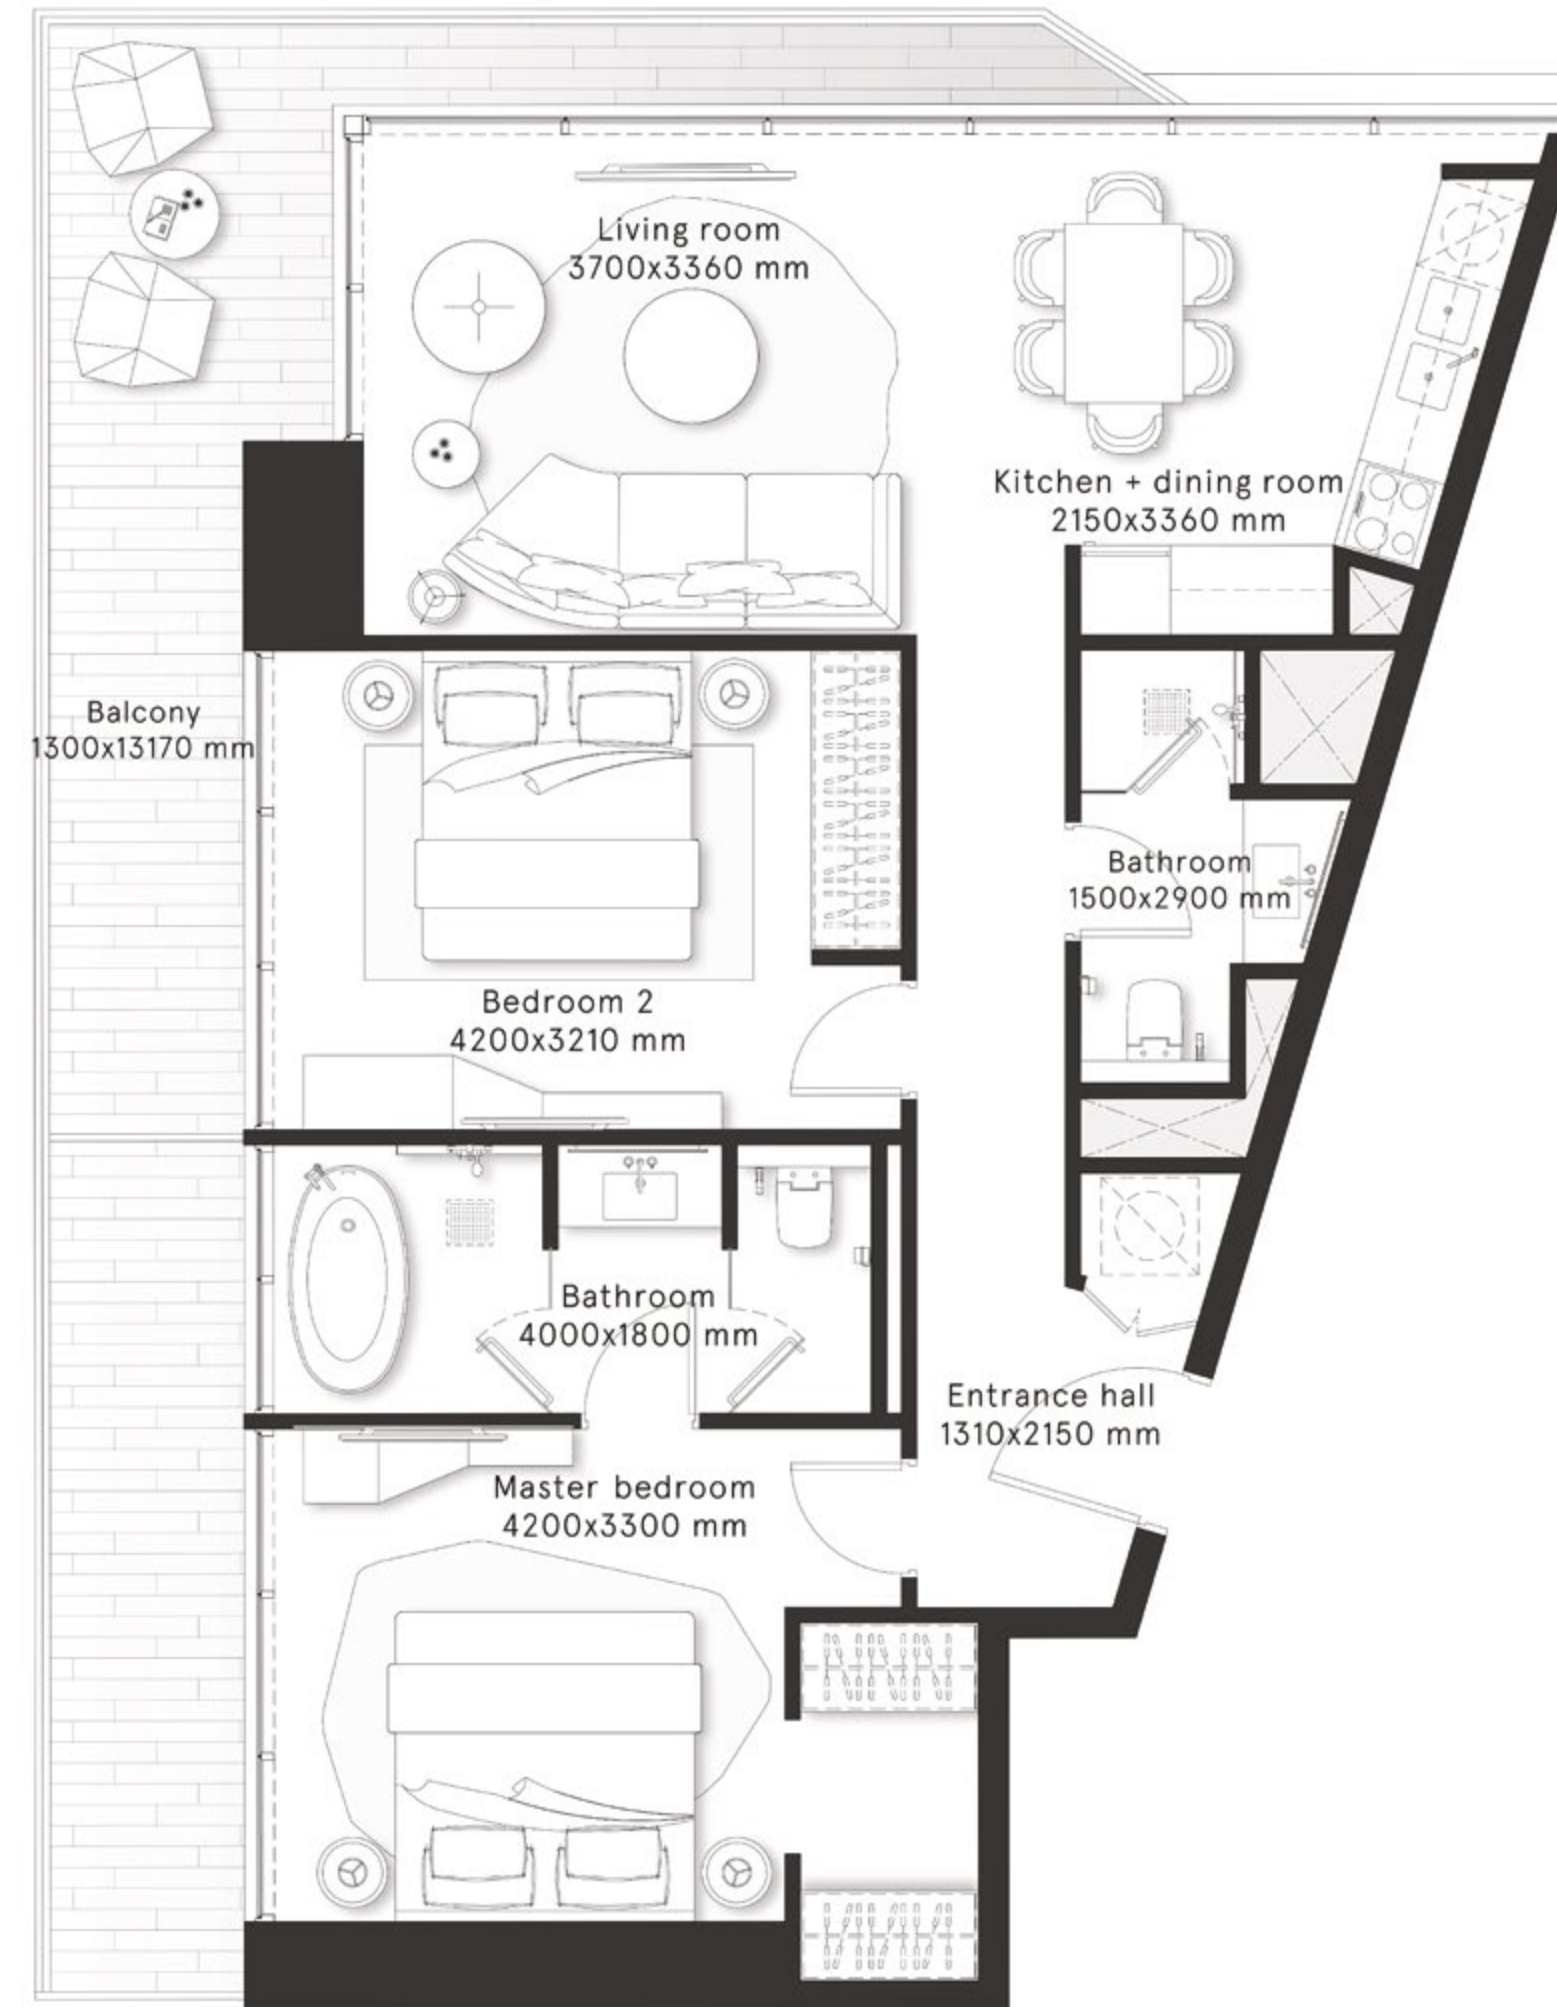 Living room
3700x3360 mm
Kitchen + dining room
2150x3360 mm
Balcony
1300x13170 mm
Bathroom
1500x2900 mm
Bedroom 2
4200x3210 mm
Bathroom
4000x1800 mm
Entrance hall
1310x2150 mm
Master bedroom
4200x3300 mm